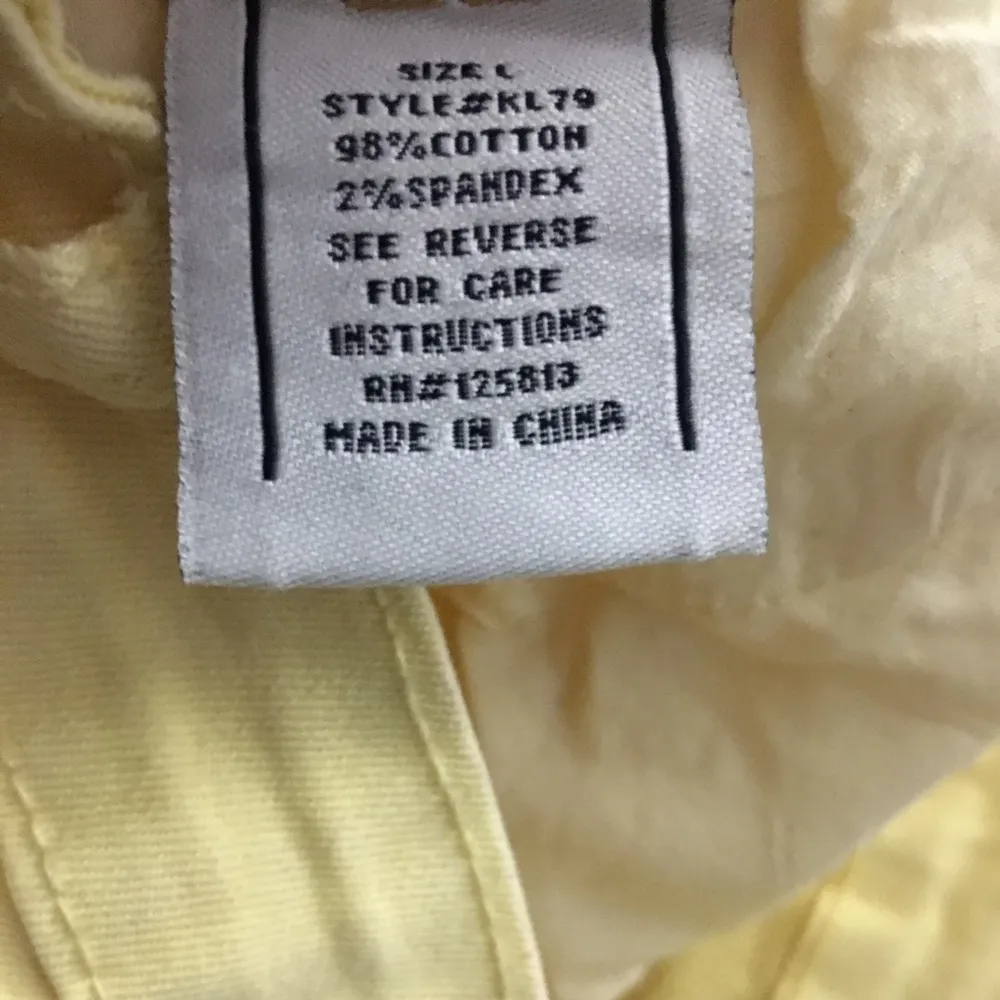 SIZE L
STYLE#KL79
98%COTTON
2%SPANDEX
SEE REVERSE
FOR CARE
INSTRUCTIONS
RN#125813
MADE IN CHINA